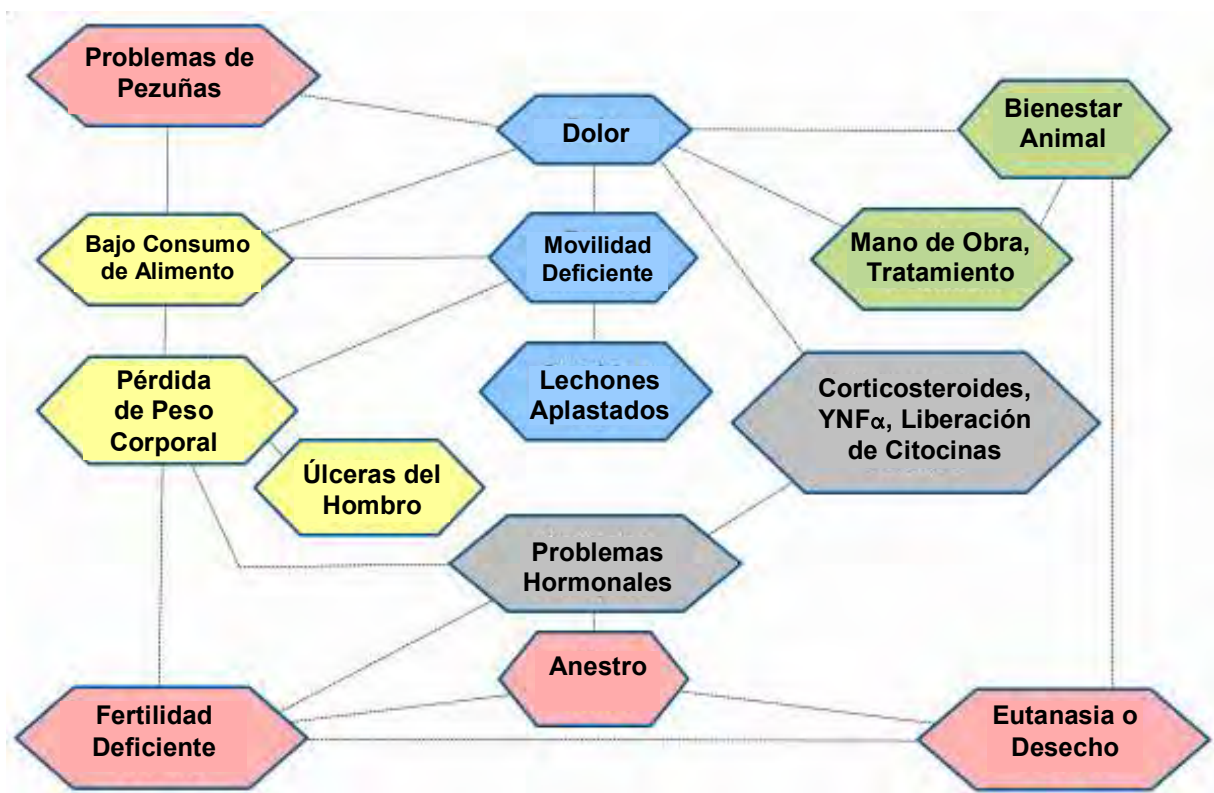 Problemas de
Pezuñas
Dolor
Bienestar
Animal
Bajo Consumo
de Alimento
Movilidad
Deficiente
Mano de Obra,
Tratamiento
Pérdida
de Peso
Corporal
Lechones
Aplastados
Corticosteroides,
YNFα, Liberación
de Citocinas
Úlceras del
Hombro
Problemas
Hormonales
Anestro
Fertilidad
Deficiente
Eutanasia o
Desecho